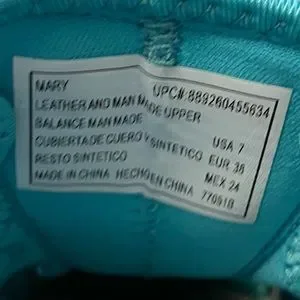 MARY UPC#:889260455634
LEATHER AND MAN MADE UPPER
BALANCE MAN MADE USA 7
CUBIERTA DE CUERO Y SINTETICO EUR 38
RESTO SINTETICO MEX 24
MADE IN CHINA HECHO EN CHINA 77051B